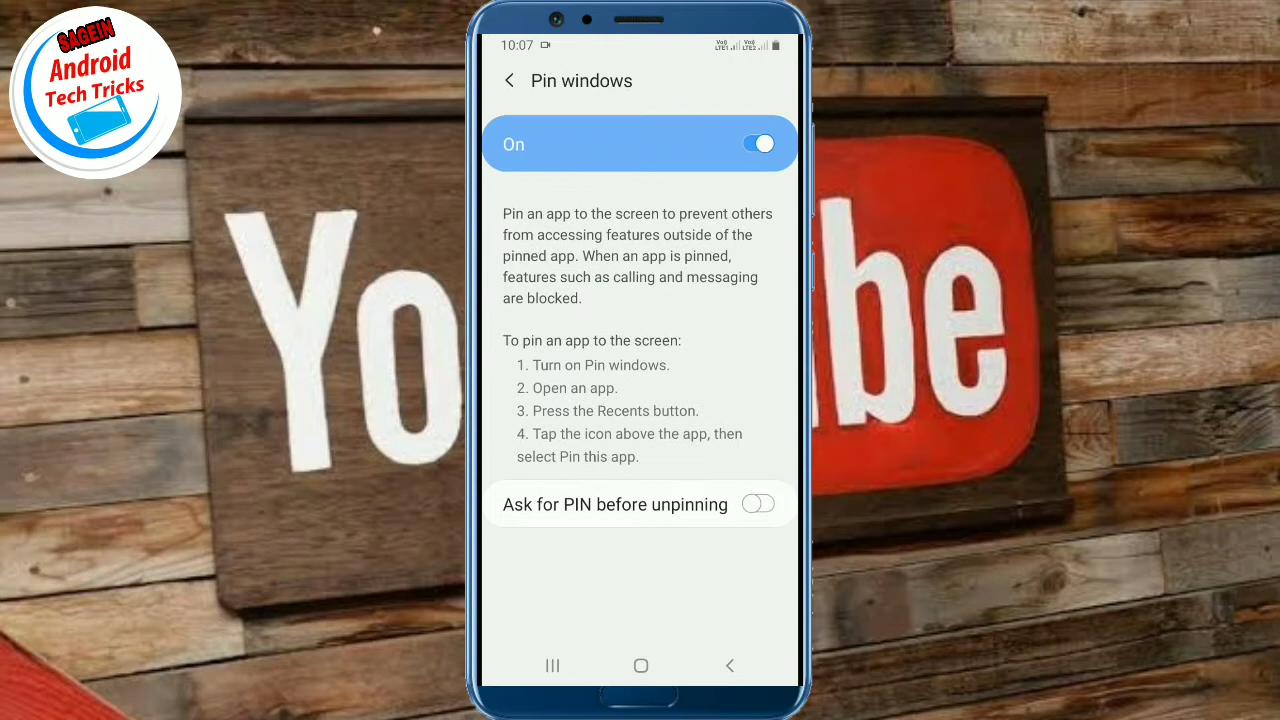 SAGEIN
Android
Tech Tricks
10:07
VoB LTE1 VoB LTE2
Pin windows
On
Pin an app to the screen to prevent others
from accessing features outside of the
pinned app. When an app is pinned,
features such as calling and messaging
are blocked.
To pin an app to the screen:
1. Turn on Pin windows.
2. Open an app.
3. Press the Recents button.
4. Tap the icon above the app, then
select Pin this app.
Ask for PIN before unpinning
Yo
be